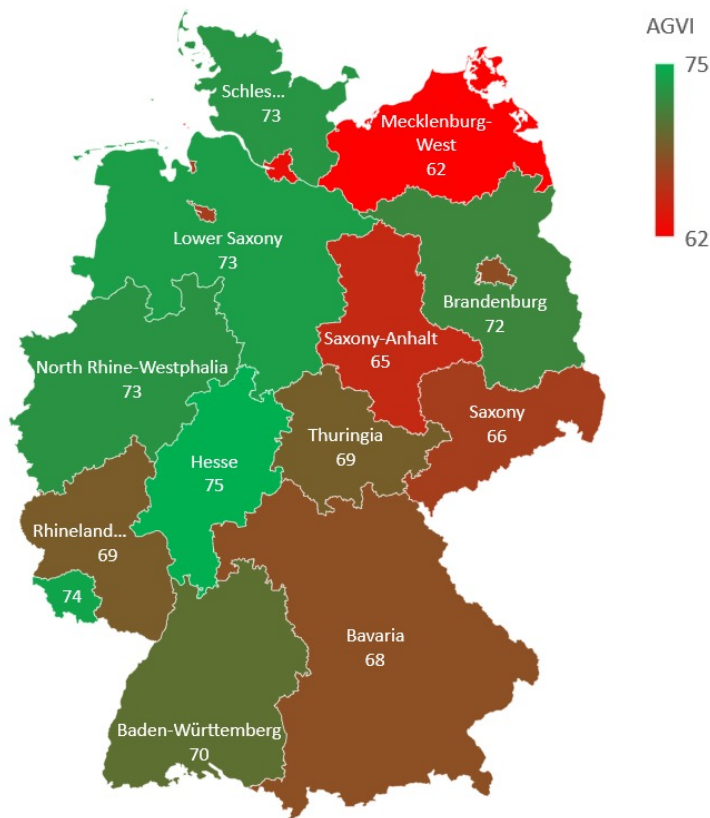 AGVI
75
62
Schles...
73
Mecklenburg-
West
62
Lower Saxony
73
Brandenburg
72
Saxony-Anhalt
65
North Rhine-Westphalia
73
Saxony
66
Thuringia
69
Hesse
75
Rhineland...
69
74
Bavaria
68
Baden-Württemberg
70